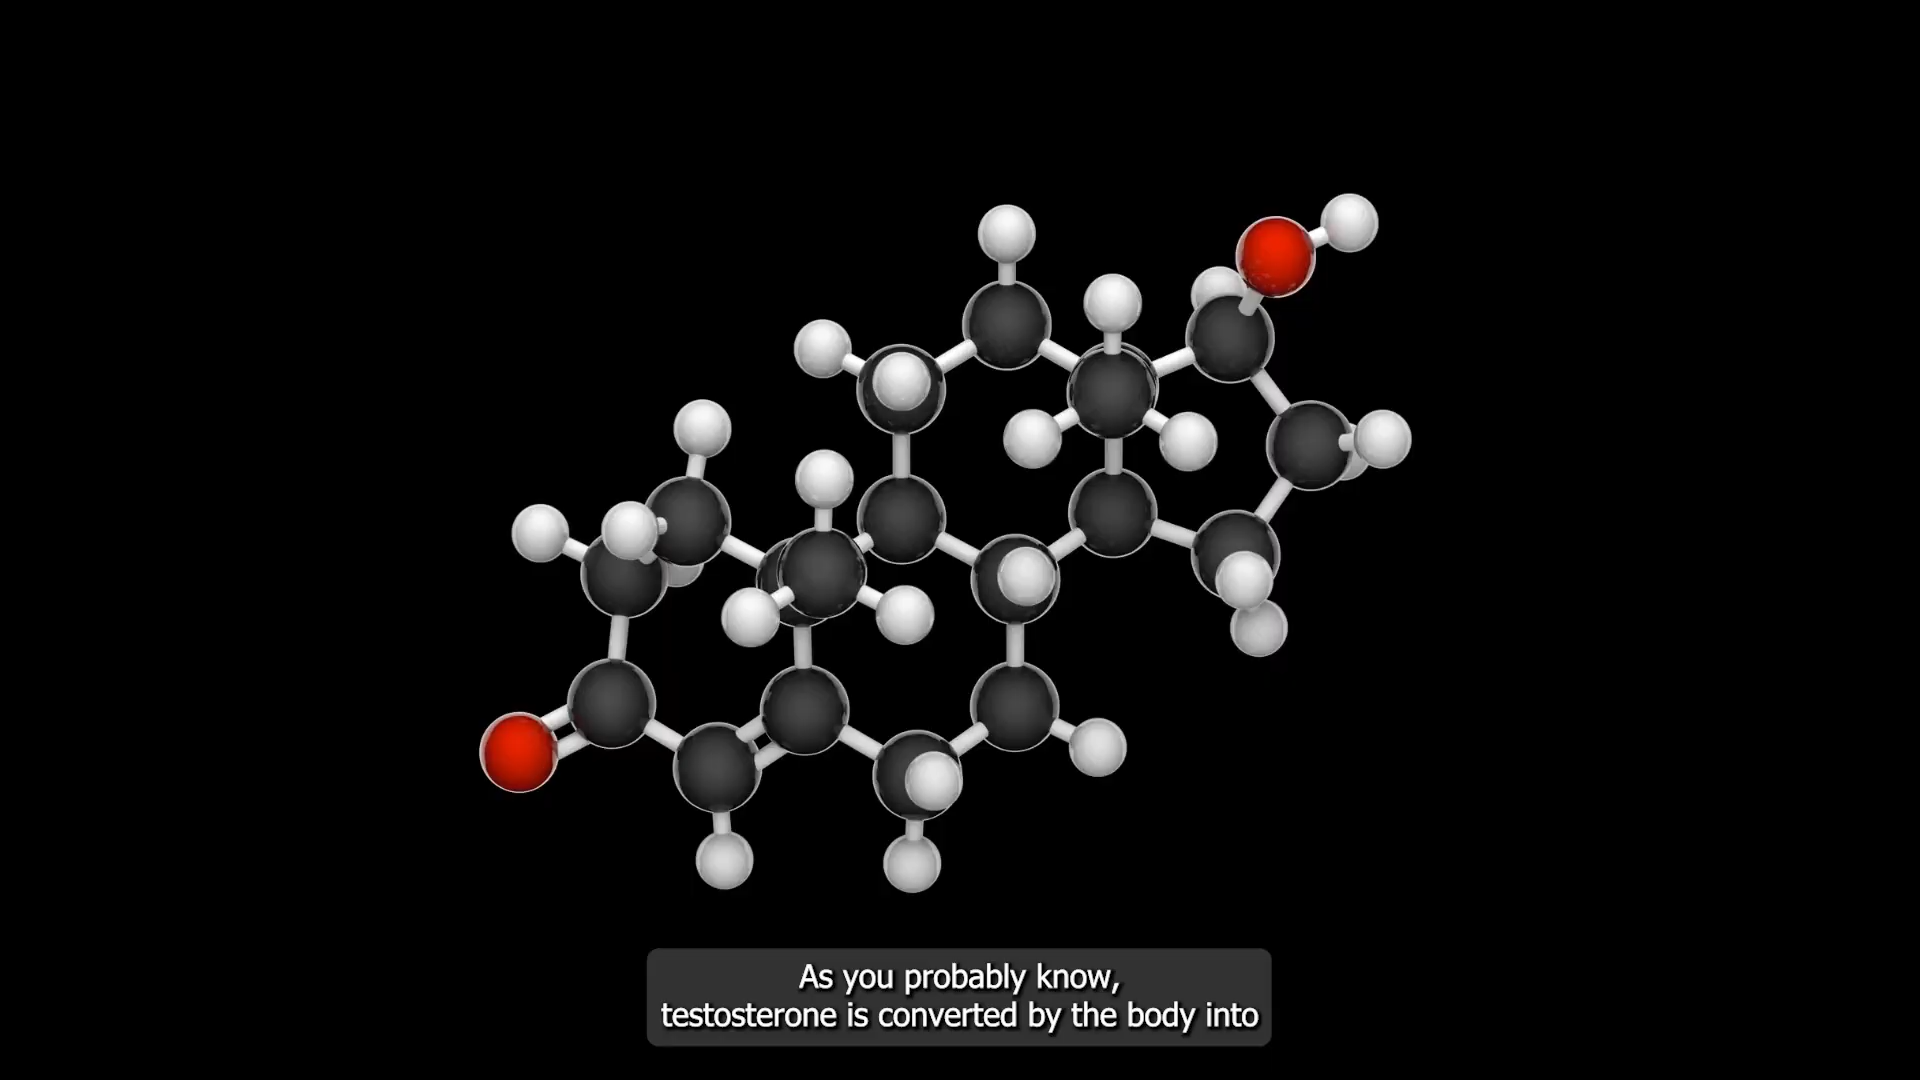 As you probably know,
testosterone is converted by the body into